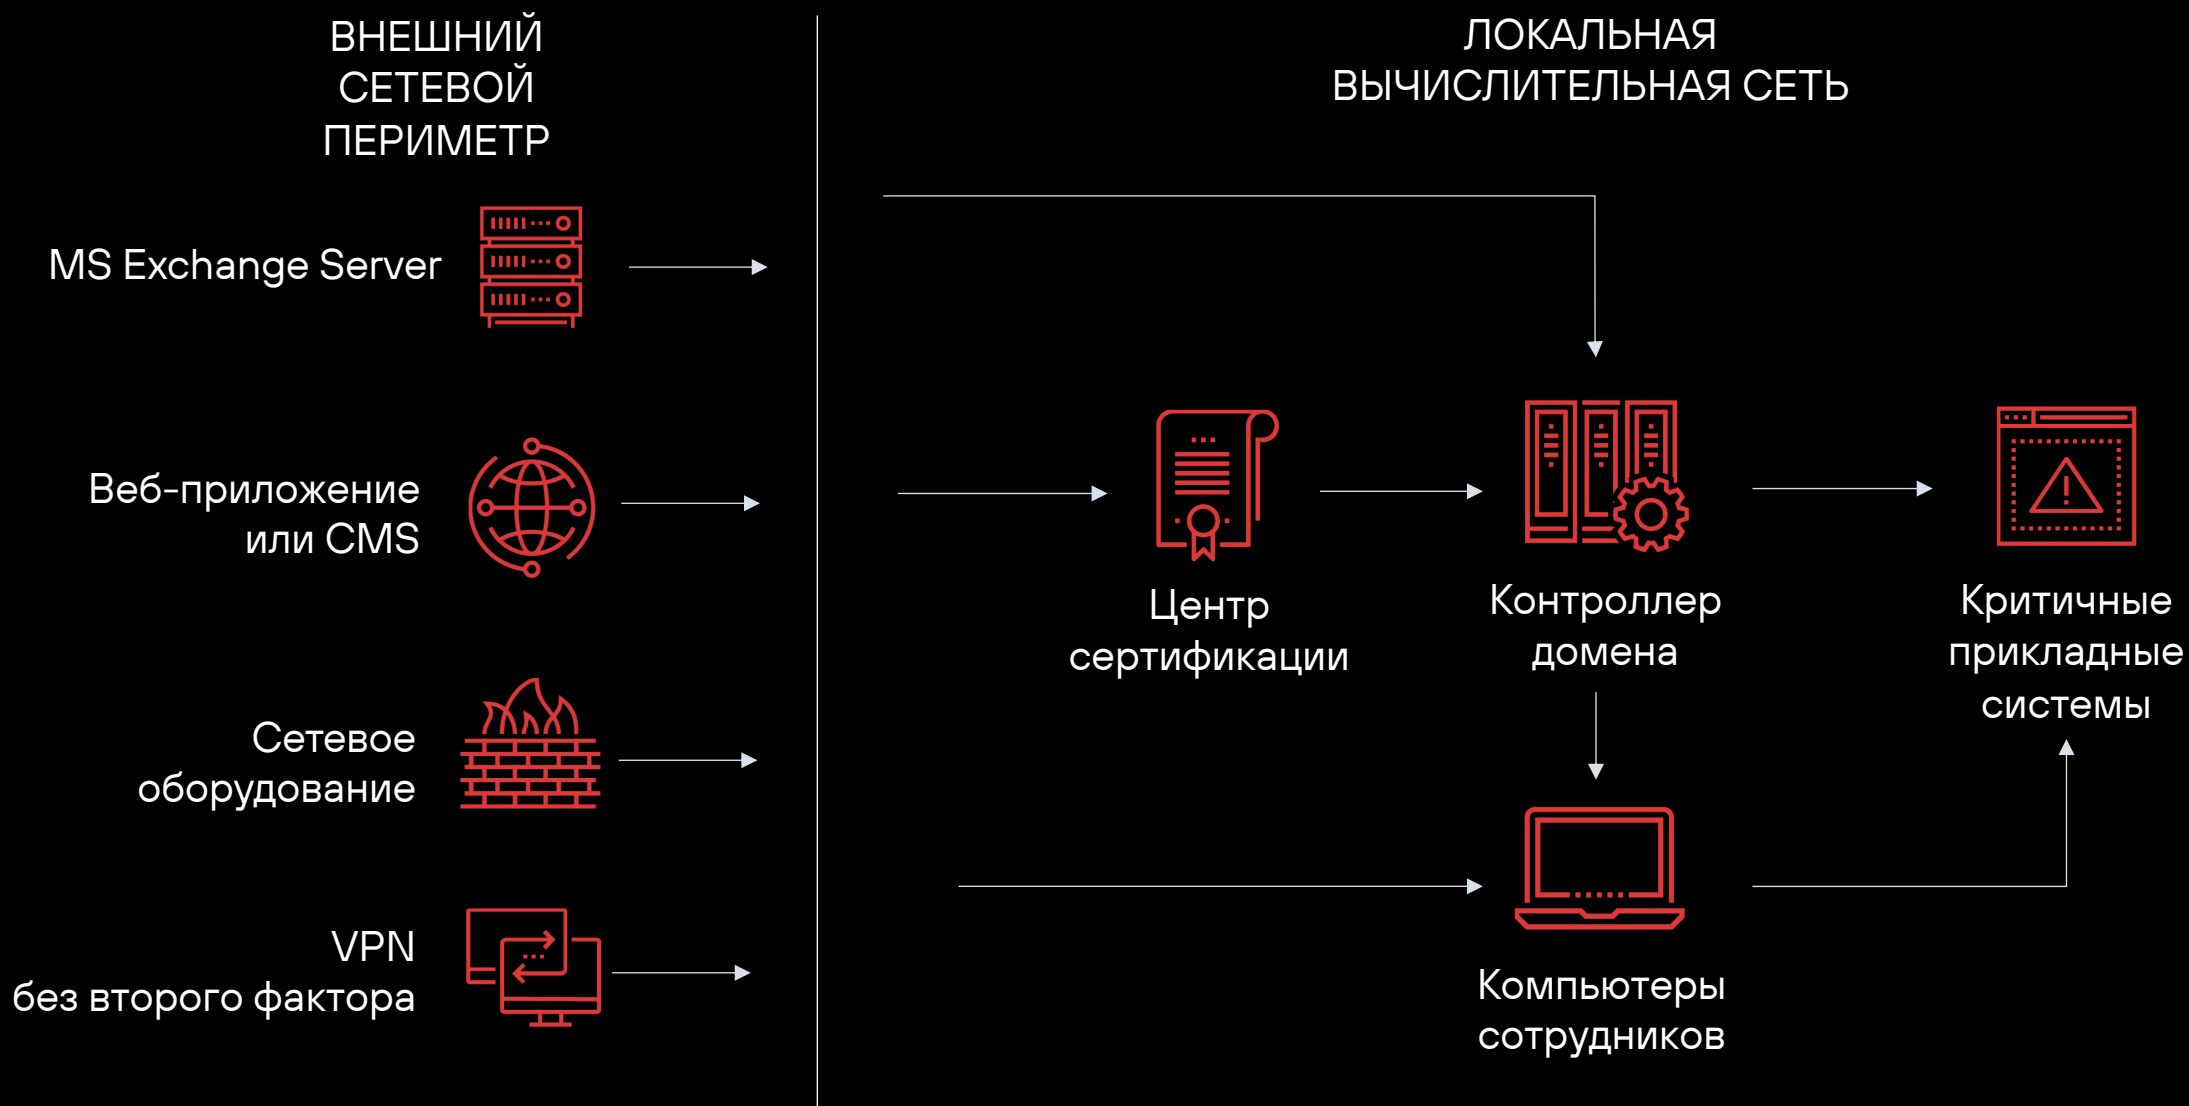 ВНЕШНИЙ
СЕТЕВОЙ
ПЕРИМЕТР
ЛОКАЛЬНАЯ
ВЫЧИСЛИТЕЛЬНАЯ СЕТЬ
MS Exchange Server
Веб-приложение
или CMS
Сетевое
оборудование
VPN
без второго фактора
Центр
сертификации
Контроллер
домена
Критичные
прикладные
системы
Компьютеры
сотрудников